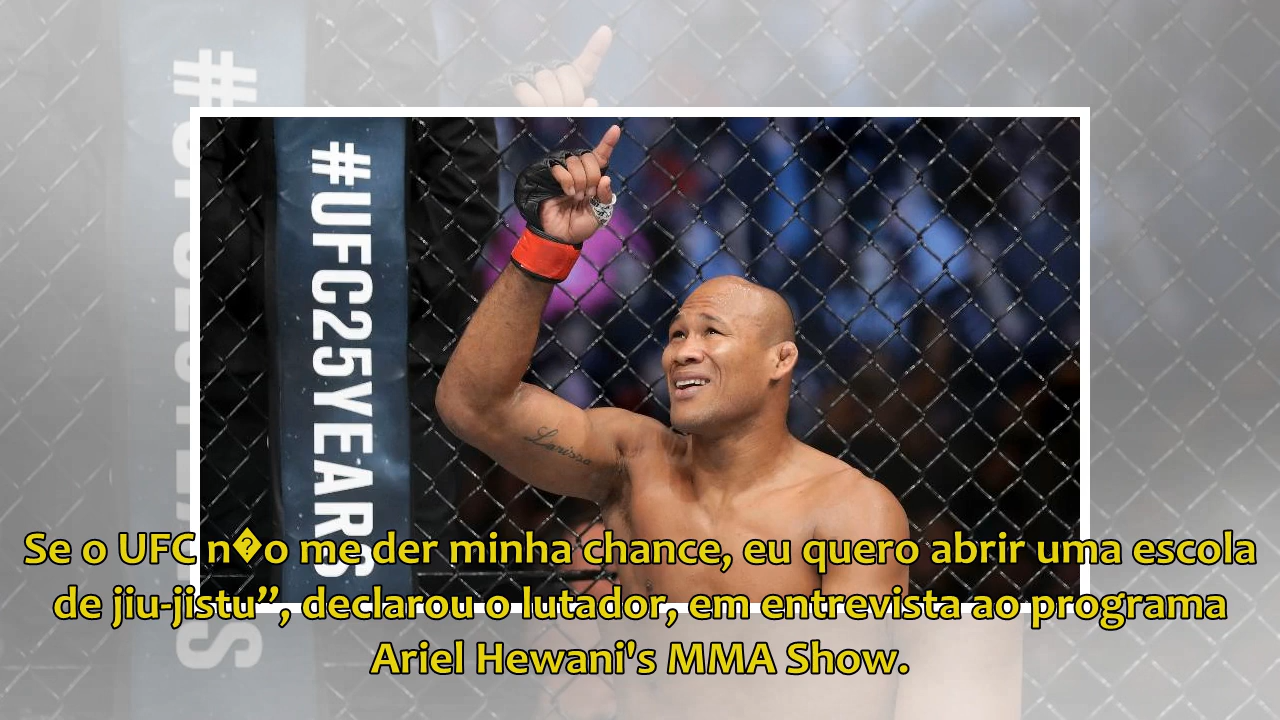 #UFC25YEARS
Larissa
Se o UFC n�o me der minha chance, eu quero abrir uma escola
de jiu-jistu”, declarou o lutador, em entrevista ao programa
Ariel Hewani's MMA Show.